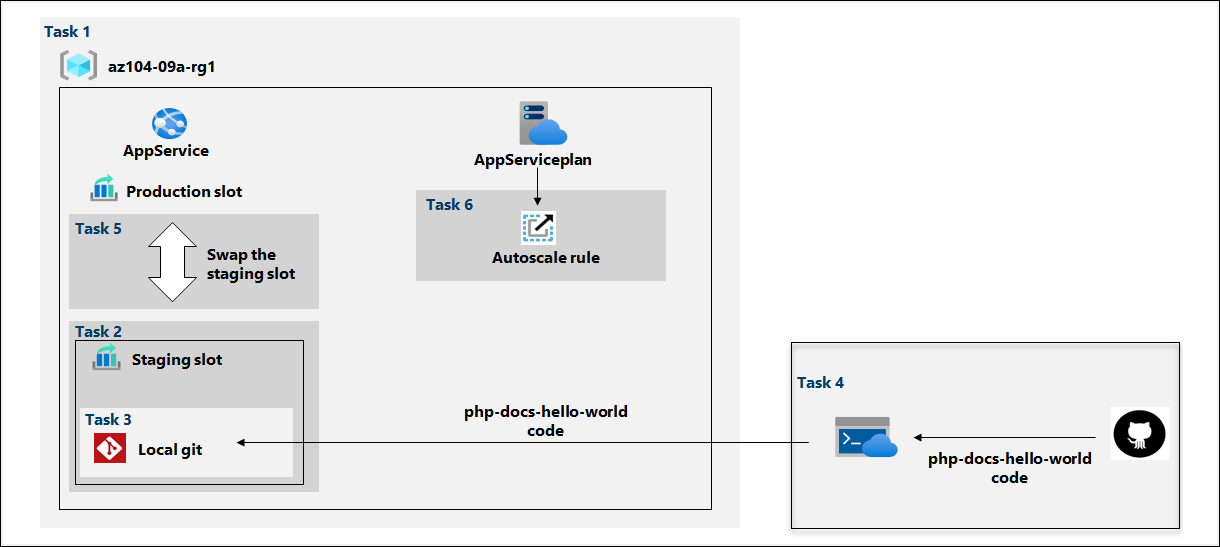 Task 1
az104-09a-rg1
AppService
AppServiceplan
Production slot
Task 6
Task 5
Swap the
staging slot
Autoscale rule
Task 2
Staging slot
Task 3
Local git
php-docs-hello-world
code
Task 4
php-docs-hello-world
code